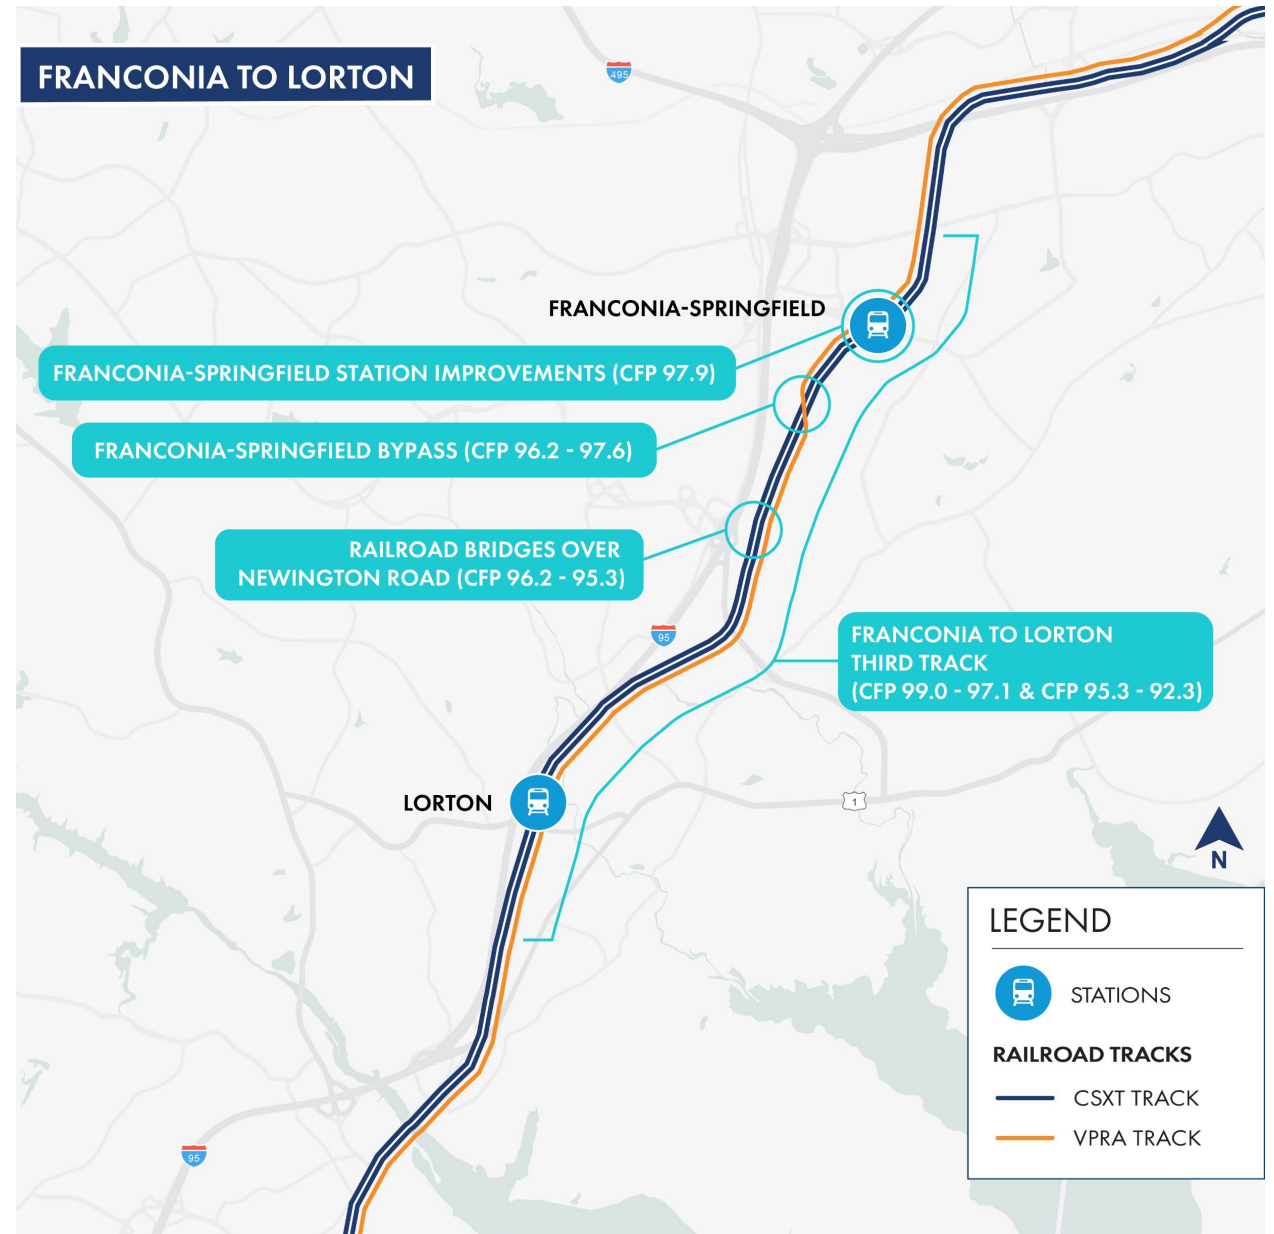 FRANCONIA TO LORTON
495
FRANCONIA-SPRINGFIELD
FRANCONIA-SPRINGFIELD STATION IMPROVEMENTS (CFP 97.9)
FRANCONIA-SPRINGFIELD BYPASS (CFP 96.2 - 97.6)
RAILROAD BRIDGES OVER
NEWINGTON ROAD (CFP 96.2 - 95.3)
95
FRANCONIA TO LORTON
THIRD TRACK
(CFP 99.0 - 97.1 & CFP 95.3 - 92.3)
LORTON
1
N
LEGEND
STATIONS
RAILROAD TRACKS
CSXT TRACK
VPRA TRACK
95